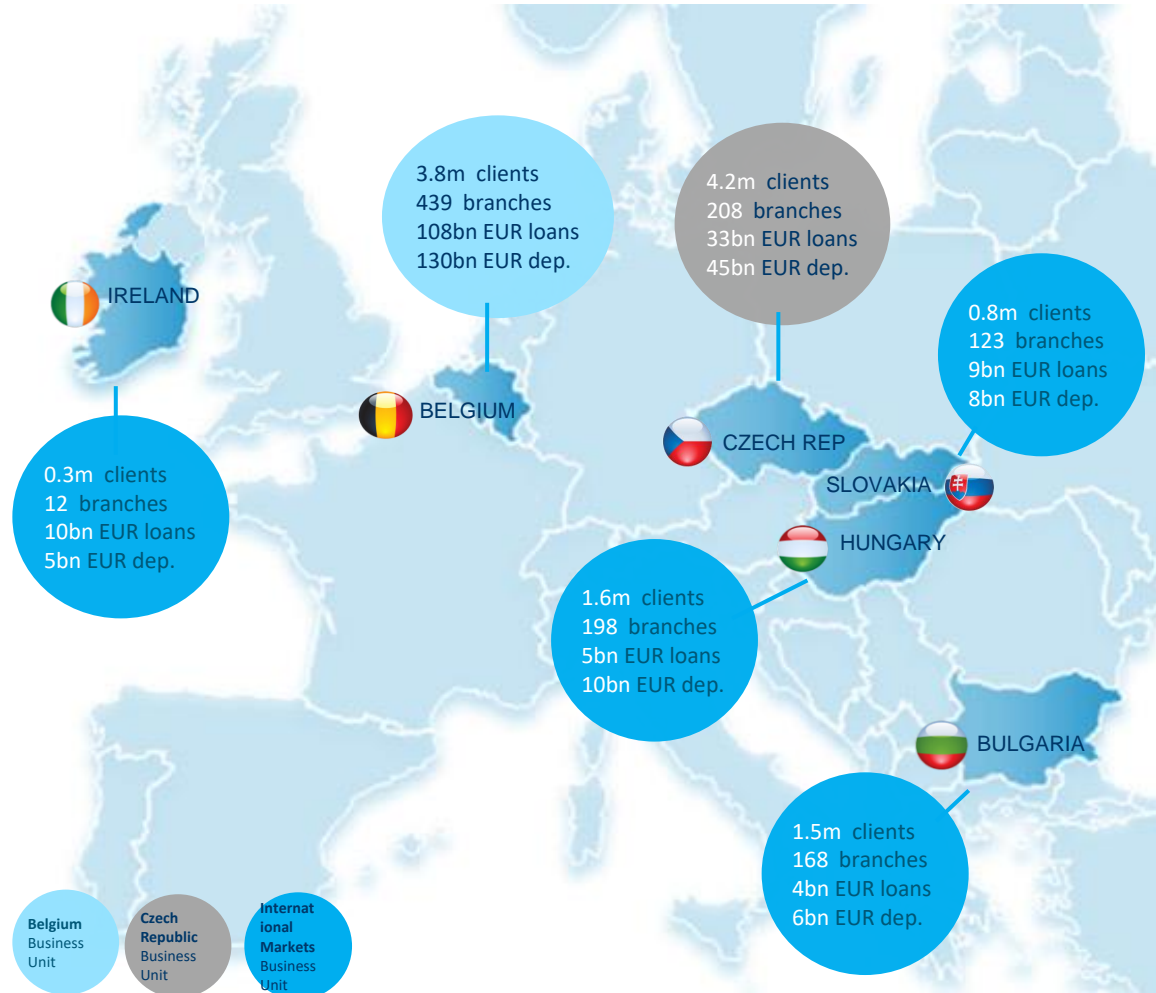 3.8m clients
439 branches
108bn EUR loans
130bn EUR dep.
4.2m clients
208 branches
33bn EUR loans
45bn EUR dep.
IRELAND
0.8m clients
123 branches
9bn EUR loans
8bn EUR dep.
BELGIUM
CZECH REP
0.3m clients
12 branches
10bn EUR loans
5bn EUR dep.
SLOVAKIA
HUNGARY
1.6m clients
198 branches
5bn EUR loans
10bn EUR dep.
BULGARIA
1.5m clients
168 branches
4bn EUR loans
6bn EUR dep.
Belgium
Business
Unit
Czech
Republic
Business
Unit
Internat
ional
Markets
Business
Unit